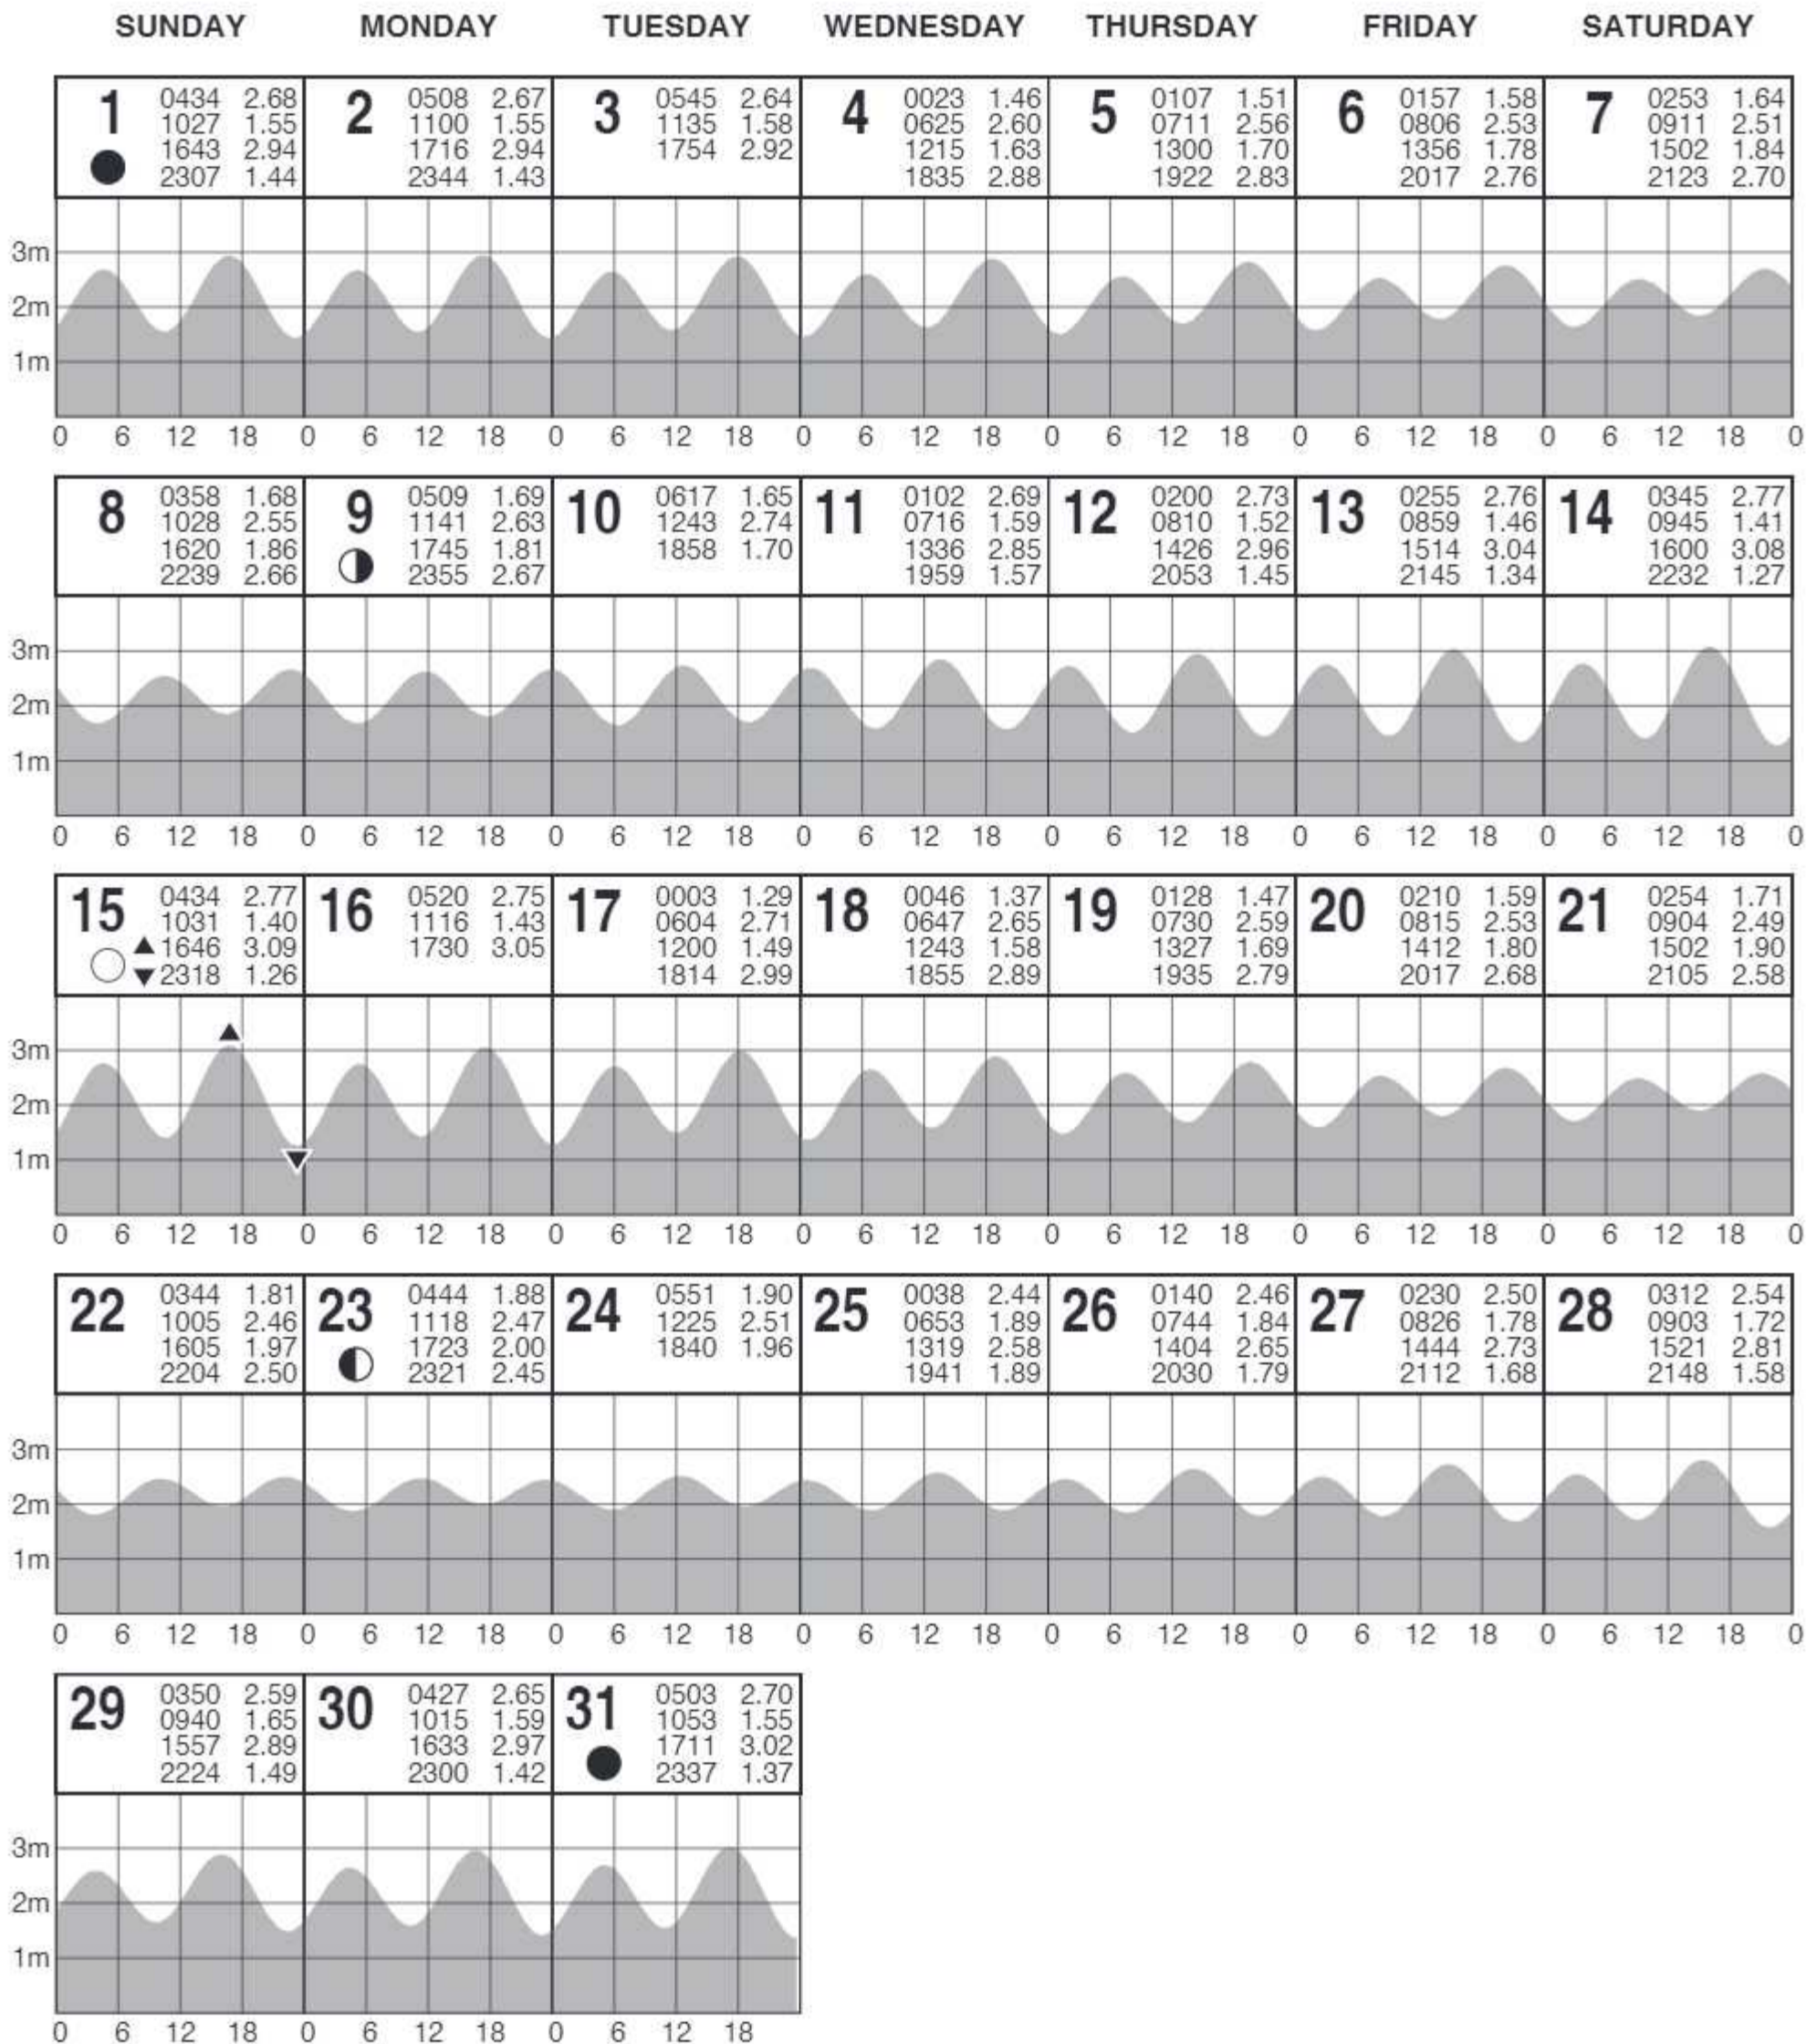 SUNDAY MONDAY TUESDAY WEDNESDAY THURSDAY FRIDAY SATURDAY
1 0434 2.68
1027 1.55
1643 2.94
2307 1.44
2 0508 2.67
1100 1.55
1716 2.94
2344 1.43
3 0545 2.64
1135 1.58
1754 2.92
4 0023 1.46
0625 2.60
1215 1.63
1835 2.88
5 0107 1.51
0711 2.56
1300 1.70
1922 2.83
6 0157 1.58
0806 2.53
1356 1.78
2017 2.76
7 0253 1.64
0911 2.51
1502 1.84
2123 2.70
3m
2m
1m
0 6 12 18 0 6 12 18 0 6 12 18 0 6 12 18 0 6 12 18 0 6 12 18 0 6 12 18 0
8 0358 1.68
1028 2.55
1620 1.86
2239 2.66
9 0509 1.69
1141 2.63
1745 1.81
2355 2.67
10 0617 1.65
1243 2.74
1858 1.70
11 0102 2.69
0716 1.59
1336 2.85
1959 1.57
12 0200 2.73
0810 1.52
1426 2.96
2053 1.45
13 0255 2.76
0859 1.46
1514 3.04
2145 1.34
14 0345 2.77
0945 1.41
1600 3.08
2232 1.27
3m
2m
1m
0 6 12 18 0 6 12 18 0 6 12 18 0 6 12 18 0 6 12 18 0 6 12 18 0 6 12 18 0
15 0434 2.77
1031 1.40
▲1646 3.09
▼2318 1.26
16 0520 2.75
1116 1.43
1730 3.05
17 0003 1.29
0604 2.71
1200 1.49
1814 2.99
18 0046 1.37
0647 2.65
1243 1.58
1855 2.89
19 0128 1.47
0730 2.59
1327 1.69
1935 2.79
20 0210 1.59
0815 2.53
1412 1.80
2017 2.68
21 0254 1.71
0904 2.49
1502 1.90
2105 2.58
3m
2m
1m
0 6 12 18 0 6 12 18 0 6 12 18 0 6 12 18 0 6 12 18 0 6 12 18 0 6 12 18 0
22 0344 1.81
1005 2.46
1605 1.97
2204 2.50
23 0444 1.88
1118 2.47
1723 2.00
2321 2.45
24 0551 1.90
1225 2.51
1840 1.96
25 0038 2.44
0653 1.89
1319 2.58
1941 1.89
26 0140 2.46
0744 1.84
1404 2.65
2030 1.79
27 0230 2.50
0826 1.78
1444 2.73
2112 1.68
28 0312 2.54
0903 1.72
1521 2.81
2148 1.58
3m
2m
1m
0 6 12 18 0 6 12 18 0 6 12 18 0 6 12 18 0 6 12 18 0 6 12 18 0 6 12 18 0
29 0350 2.59
0940 1.65
1557 2.89
2224 1.49
30 0427 2.65
1015 1.59
1633 2.97
2300 1.42
31 0503 2.70
1053 1.55
1711 3.02
2337 1.37
3m
2m
1m
0 6 12 18 0 6 12 18 0 6 12 18